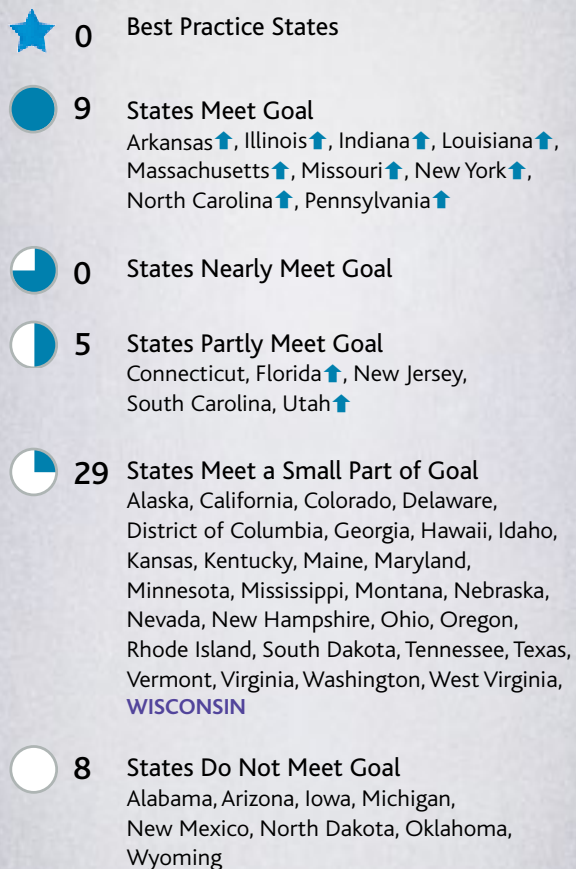 0 Best Practice States
9 States Meet Goal
Arkansas⬆, Illinois⬆, Indiana⬆, Louisiana⬆,
Massachusetts⬆, Missouri⬆, New York⬆,
North Carolina⬆, Pennsylvania⬆
0 States Nearly Meet Goal
5 States Partly Meet Goal
Connecticut, Florida⬆, New Jersey,
South Carolina, Utah⬆
29 States Meet a Small Part of Goal
Alaska, California, Colorado, Delaware,
District of Columbia, Georgia, Hawaii, Idaho,
Kansas, Kentucky, Maine, Maryland,
Minnesota, Mississippi, Montana, Nebraska,
Nevada, New Hampshire, Ohio, Oregon,
Rhode Island, South Dakota, Tennessee, Texas,
Vermont, Virginia, Washington, West Virginia,
WISCONSIN
8 States Do Not Meet Goal
Alabama, Arizona, Iowa, Michigan,
New Mexico, North Dakota, Oklahoma,
Wyoming